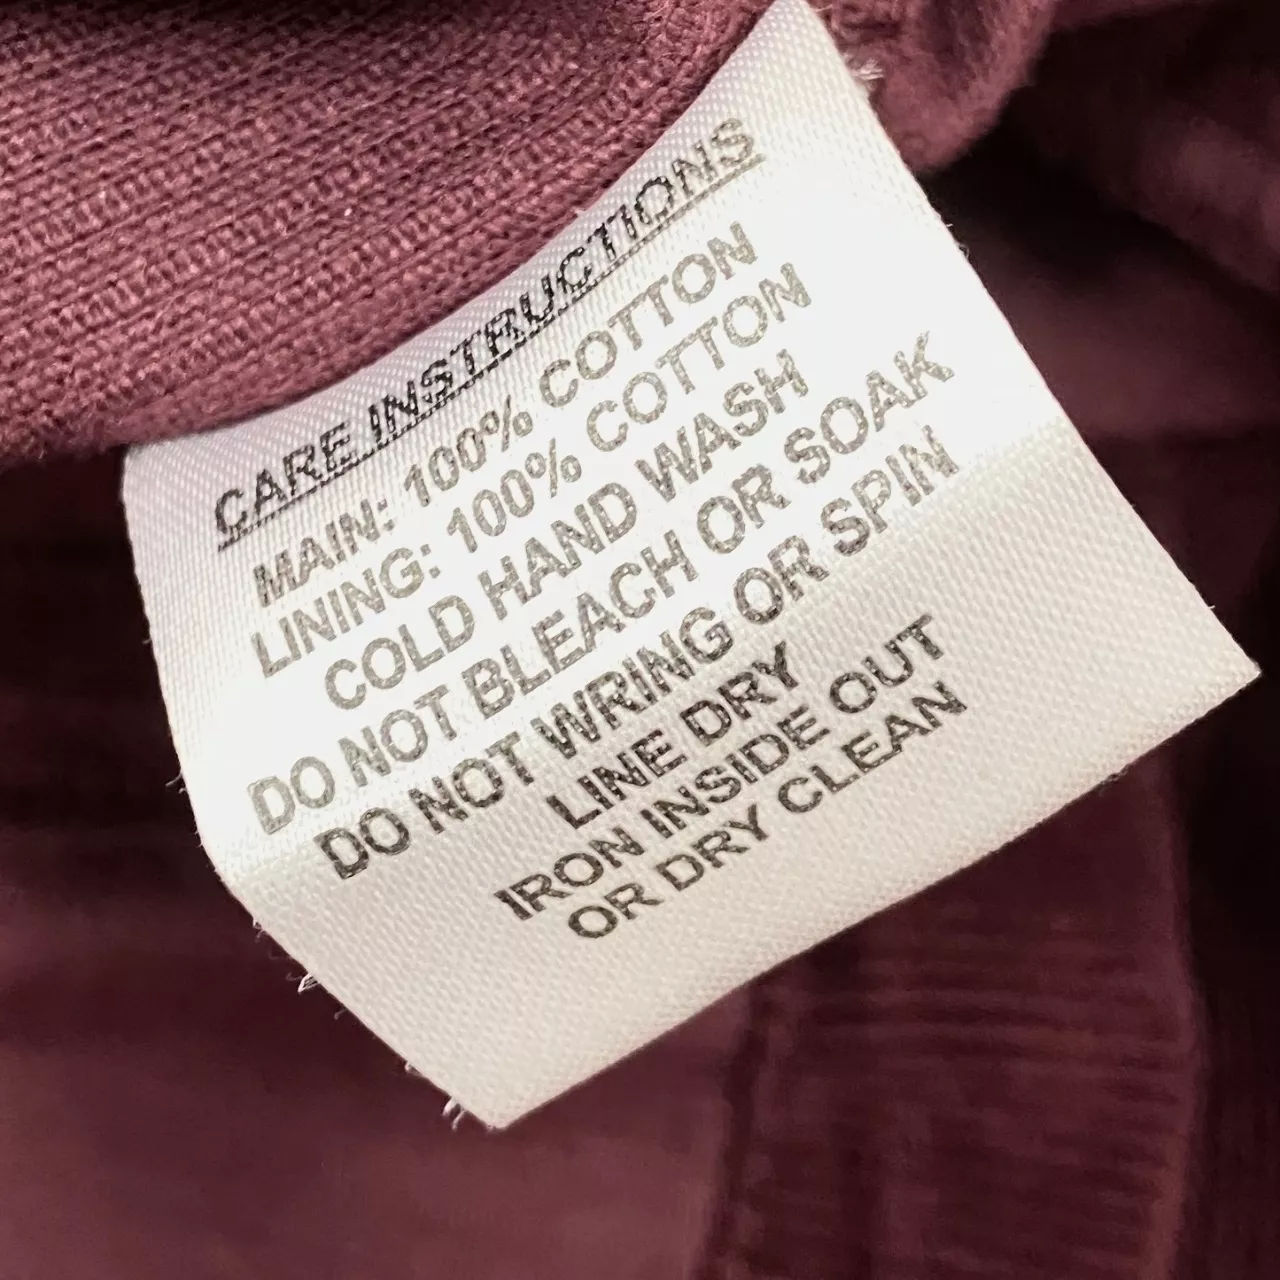 CARE INSTRUCTIONS
MAIN: 100% COTTON
LINING: 100% COTTON
COLD HAND WASH
DO NOT BLEACH OR SOAK
DO NOT WRING OR SPIN
LINE DRY
IRON INSIDE OUT
OR DRY CLEAN